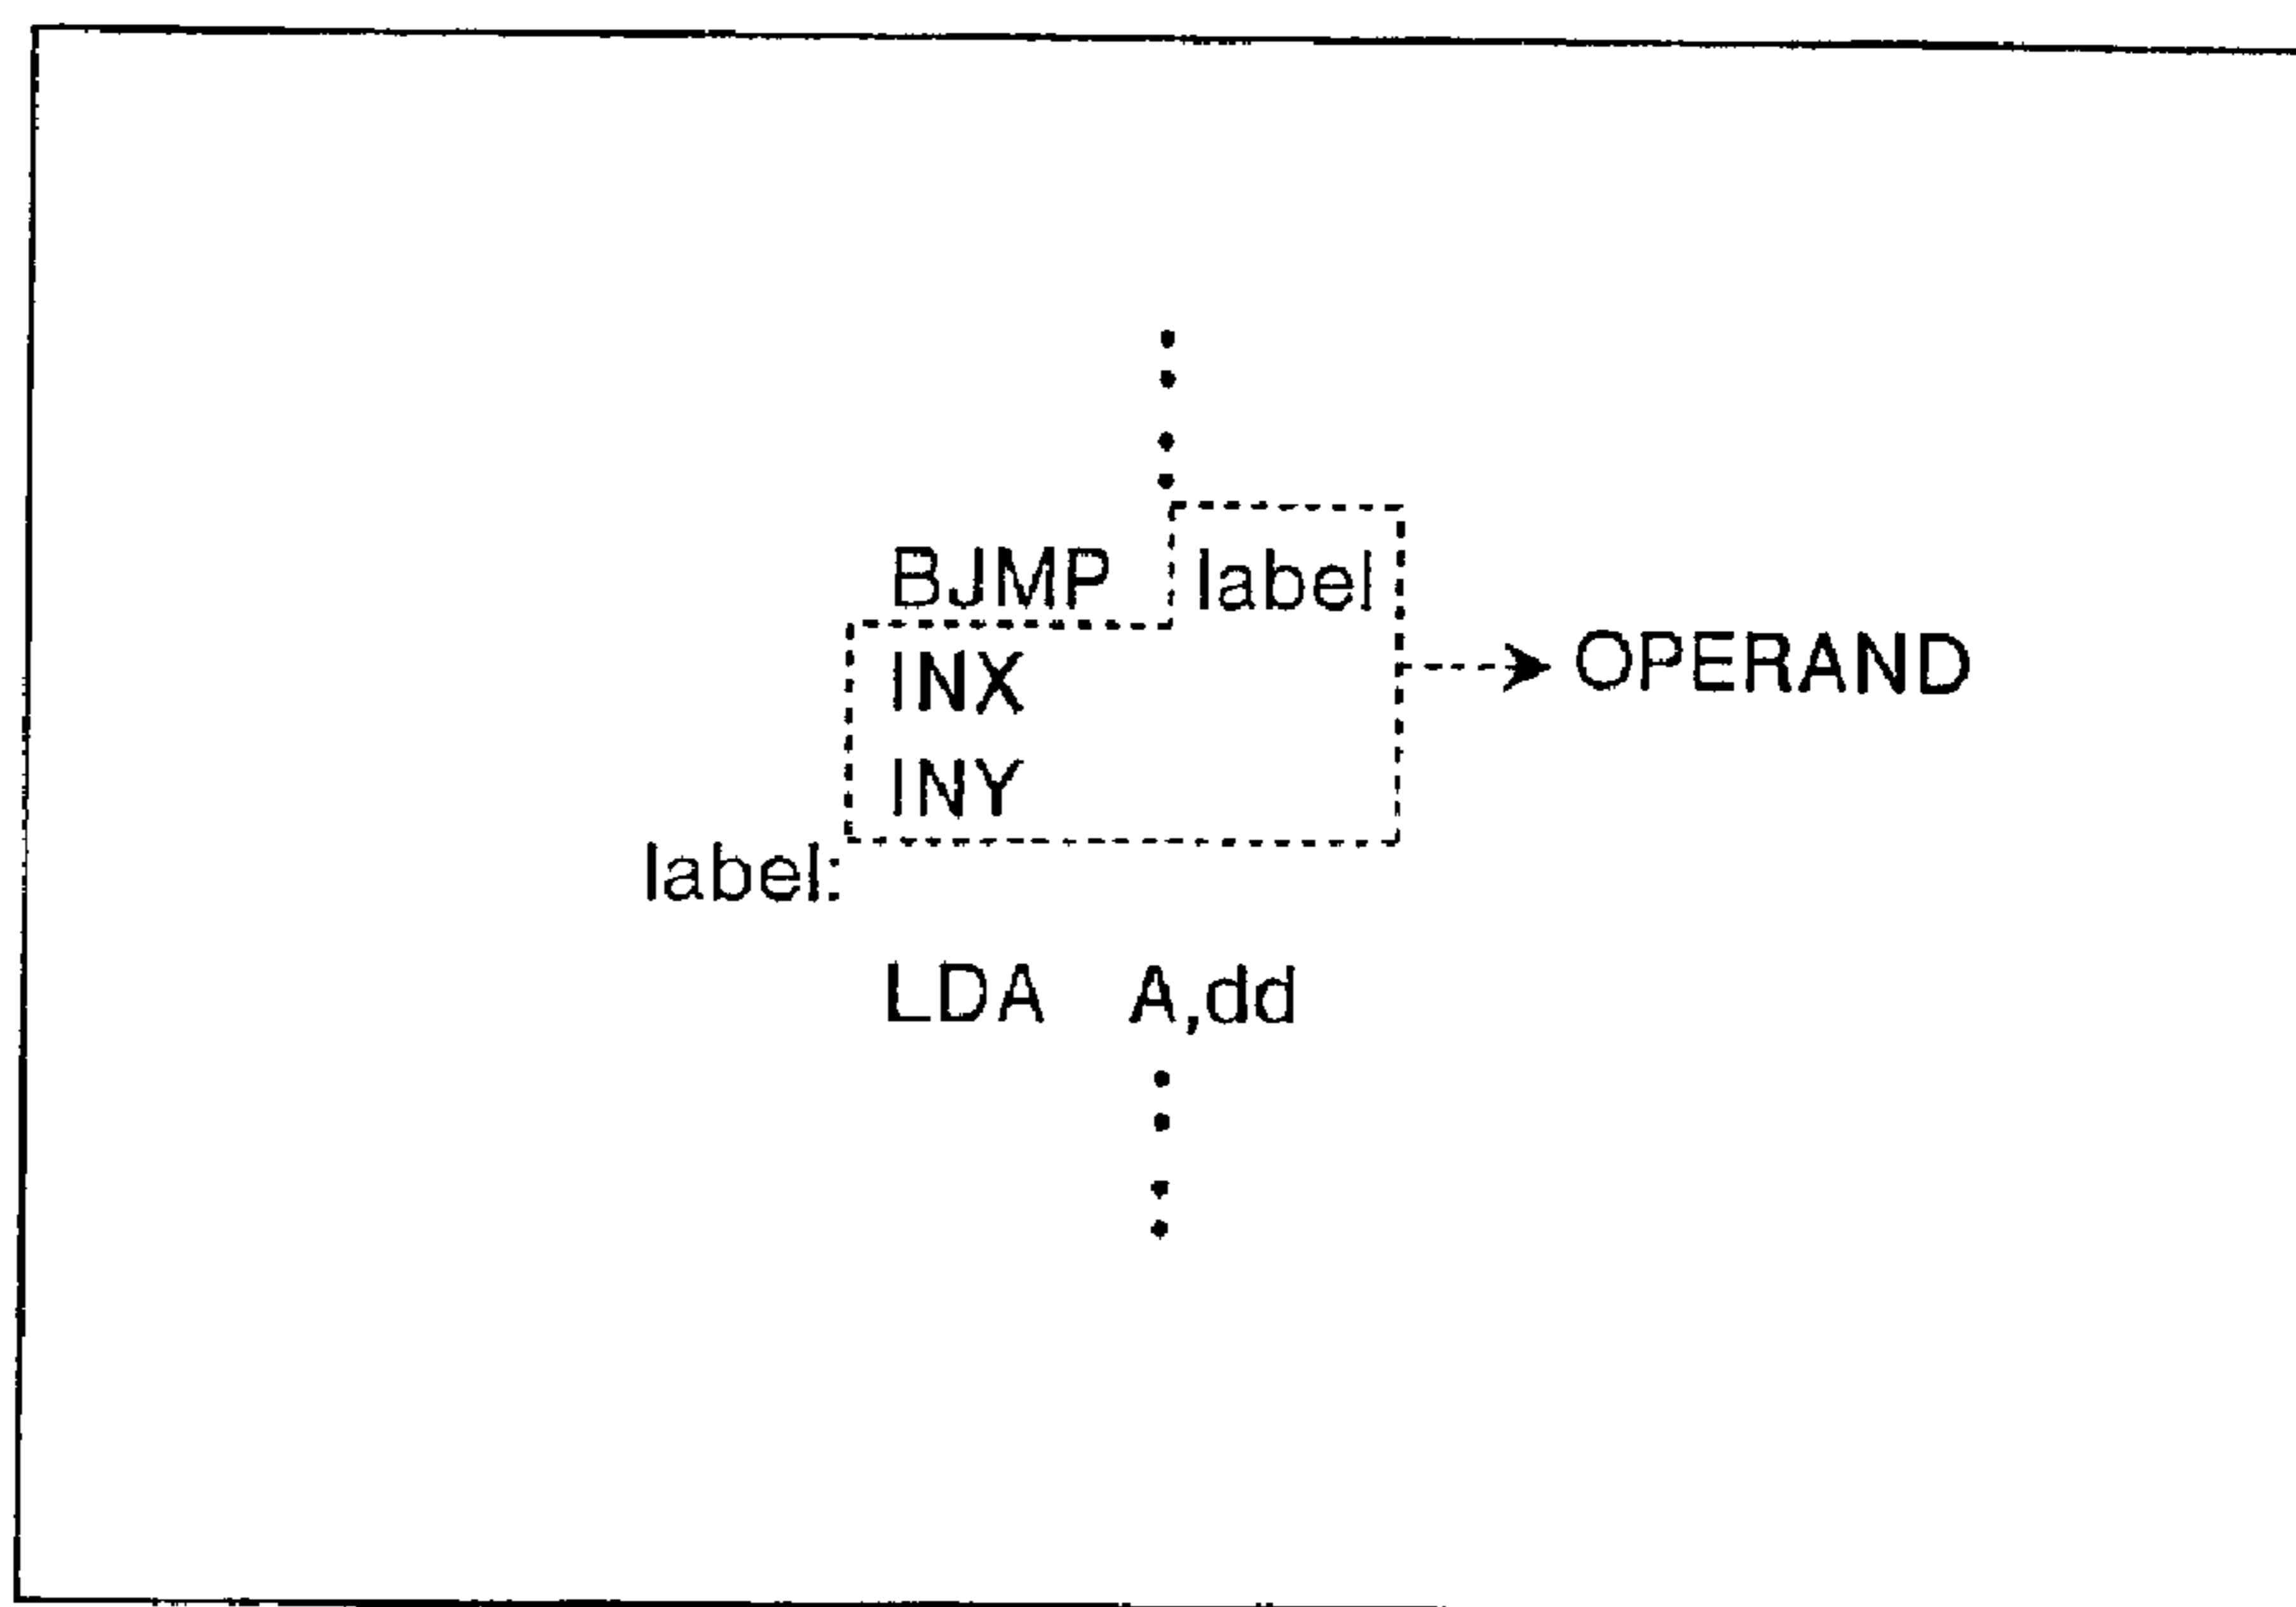 BJMP label
INX
OPERAND
INY
label:
LDA A,dd